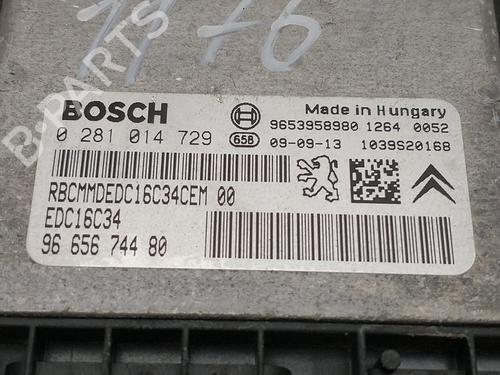 1176
B-PARTS
BOSCH
Made in Hungary
0 281 014 729
658
9653958980 1264 0052
09-09-13 1039S20168
RBCMMDEDC16C34CEM 00
EDC16C34
96 656 744 80